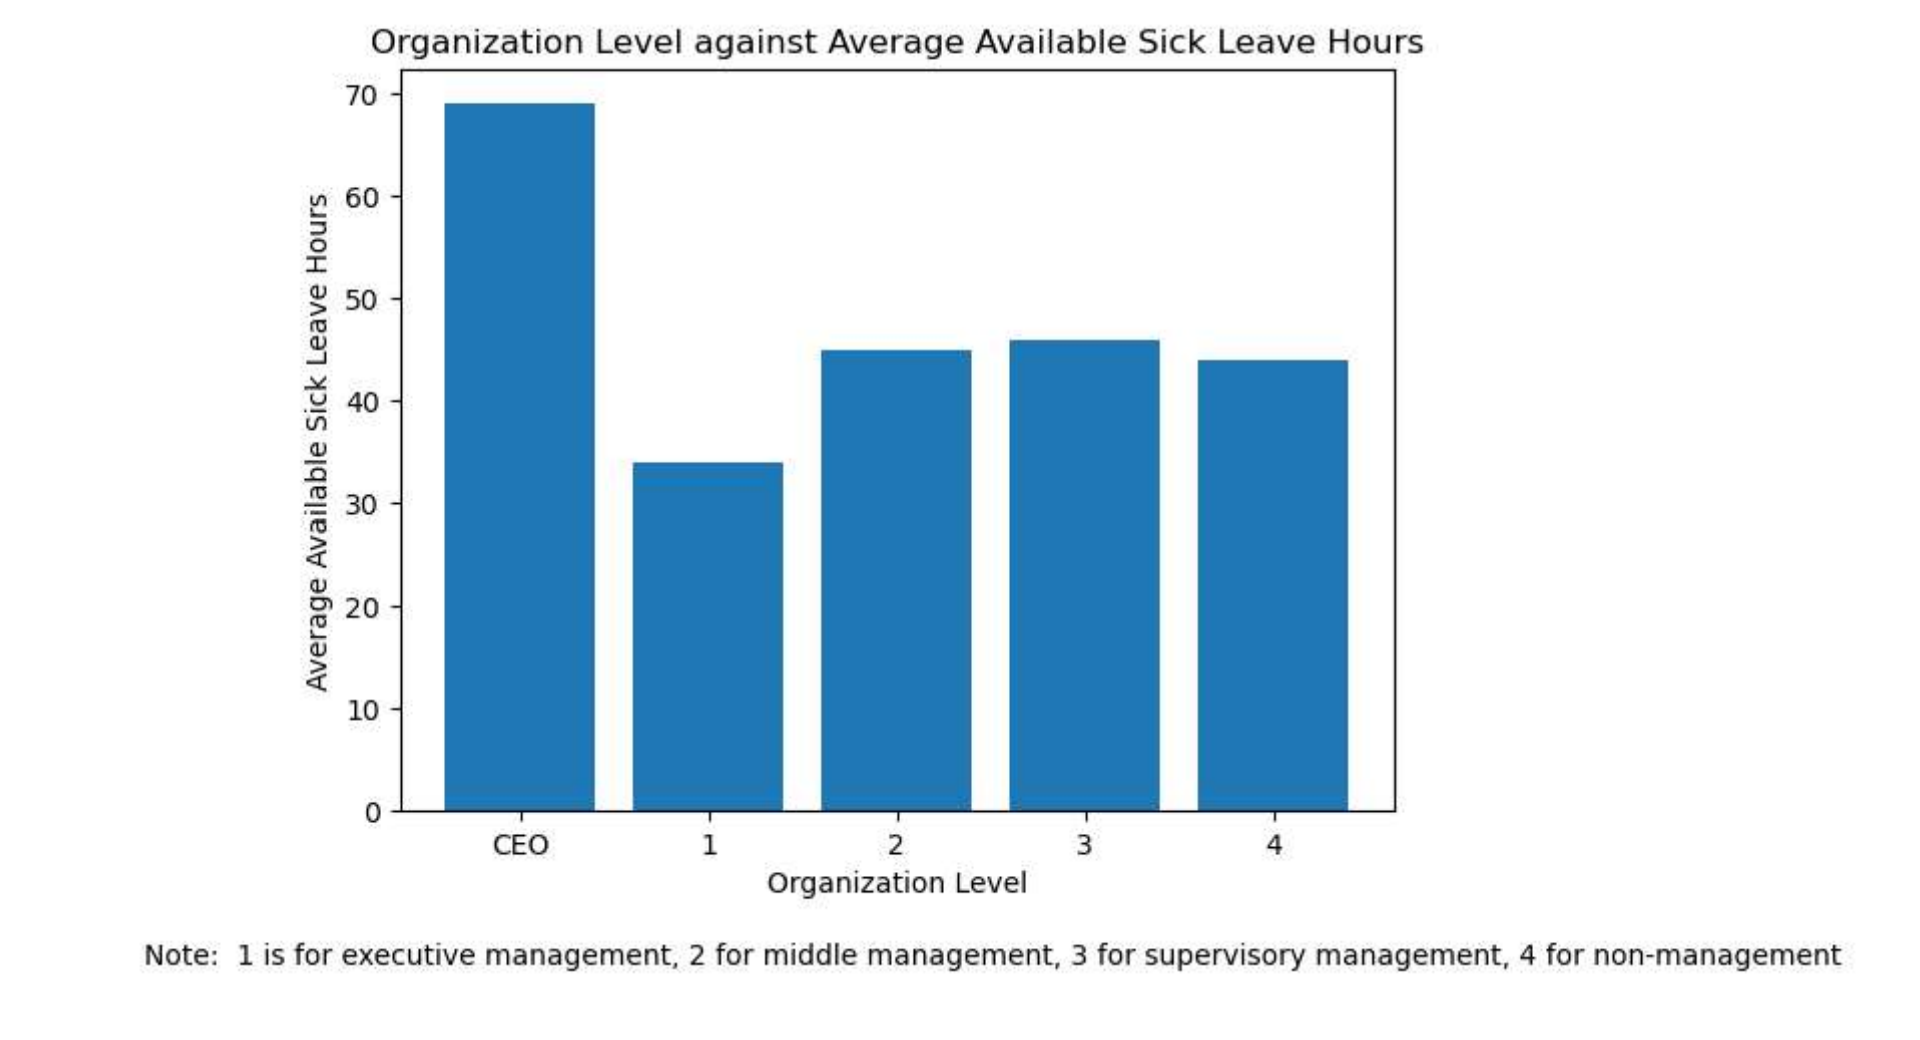 Organization Level against Average Available Sick Leave Hours
Average Available Sick Leave Hours
70
60
50
40
30
20
10
0
CEO 1 2 3 4
Organization Level
Note:  1 is for executive management, 2 for middle management, 3 for supervisory management, 4 for non-management